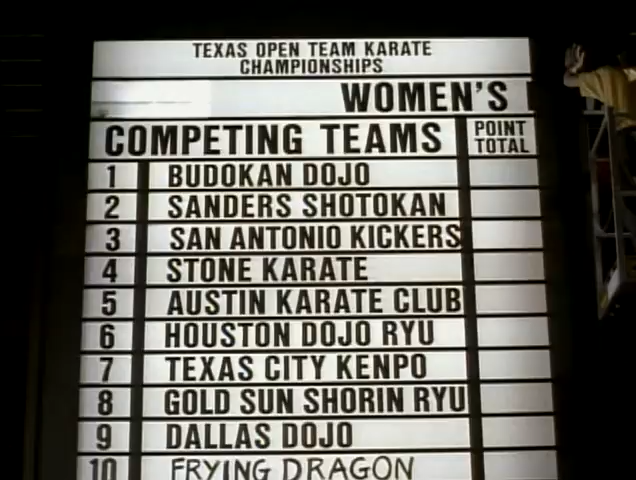 TEXAS OPEN TEAM KARATE
CHAMPIONSHIPS
WOMEN'S
COMPETING TEAMS POINT TOTAL
1 BUDOKAN DOJO
2 SANDERS SHOTOKAN
3 SAN ANTONIO KICKERS
4 STONE KARATE
5 AUSTIN KARATE CLUB
6 HOUSTON DOJO RYU
7 TEXAS CITY KENPO
8 GOLD SUN SHORIN RYU
9 DALLAS DOJO
10 FRYING DRAGON